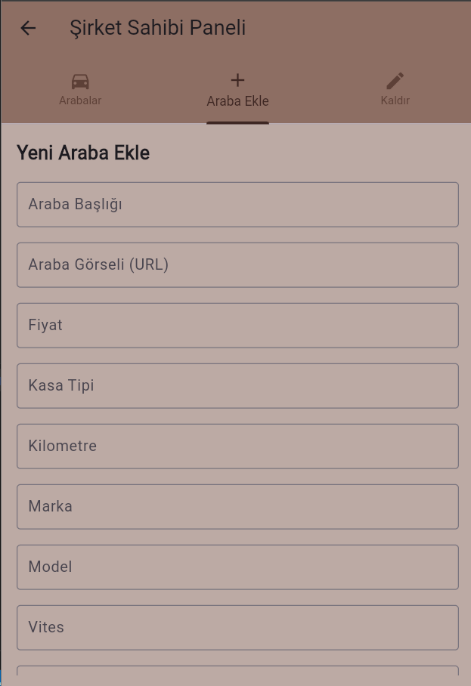 Şirket Sahibi Paneli
Arabalar
Araba Ekle
Kaldır
Yeni Araba Ekle
Araba Başlığı
Araba Görseli (URL)
Fiyat
Kasa Tipi
Kilometre
Marka
Model
Vites